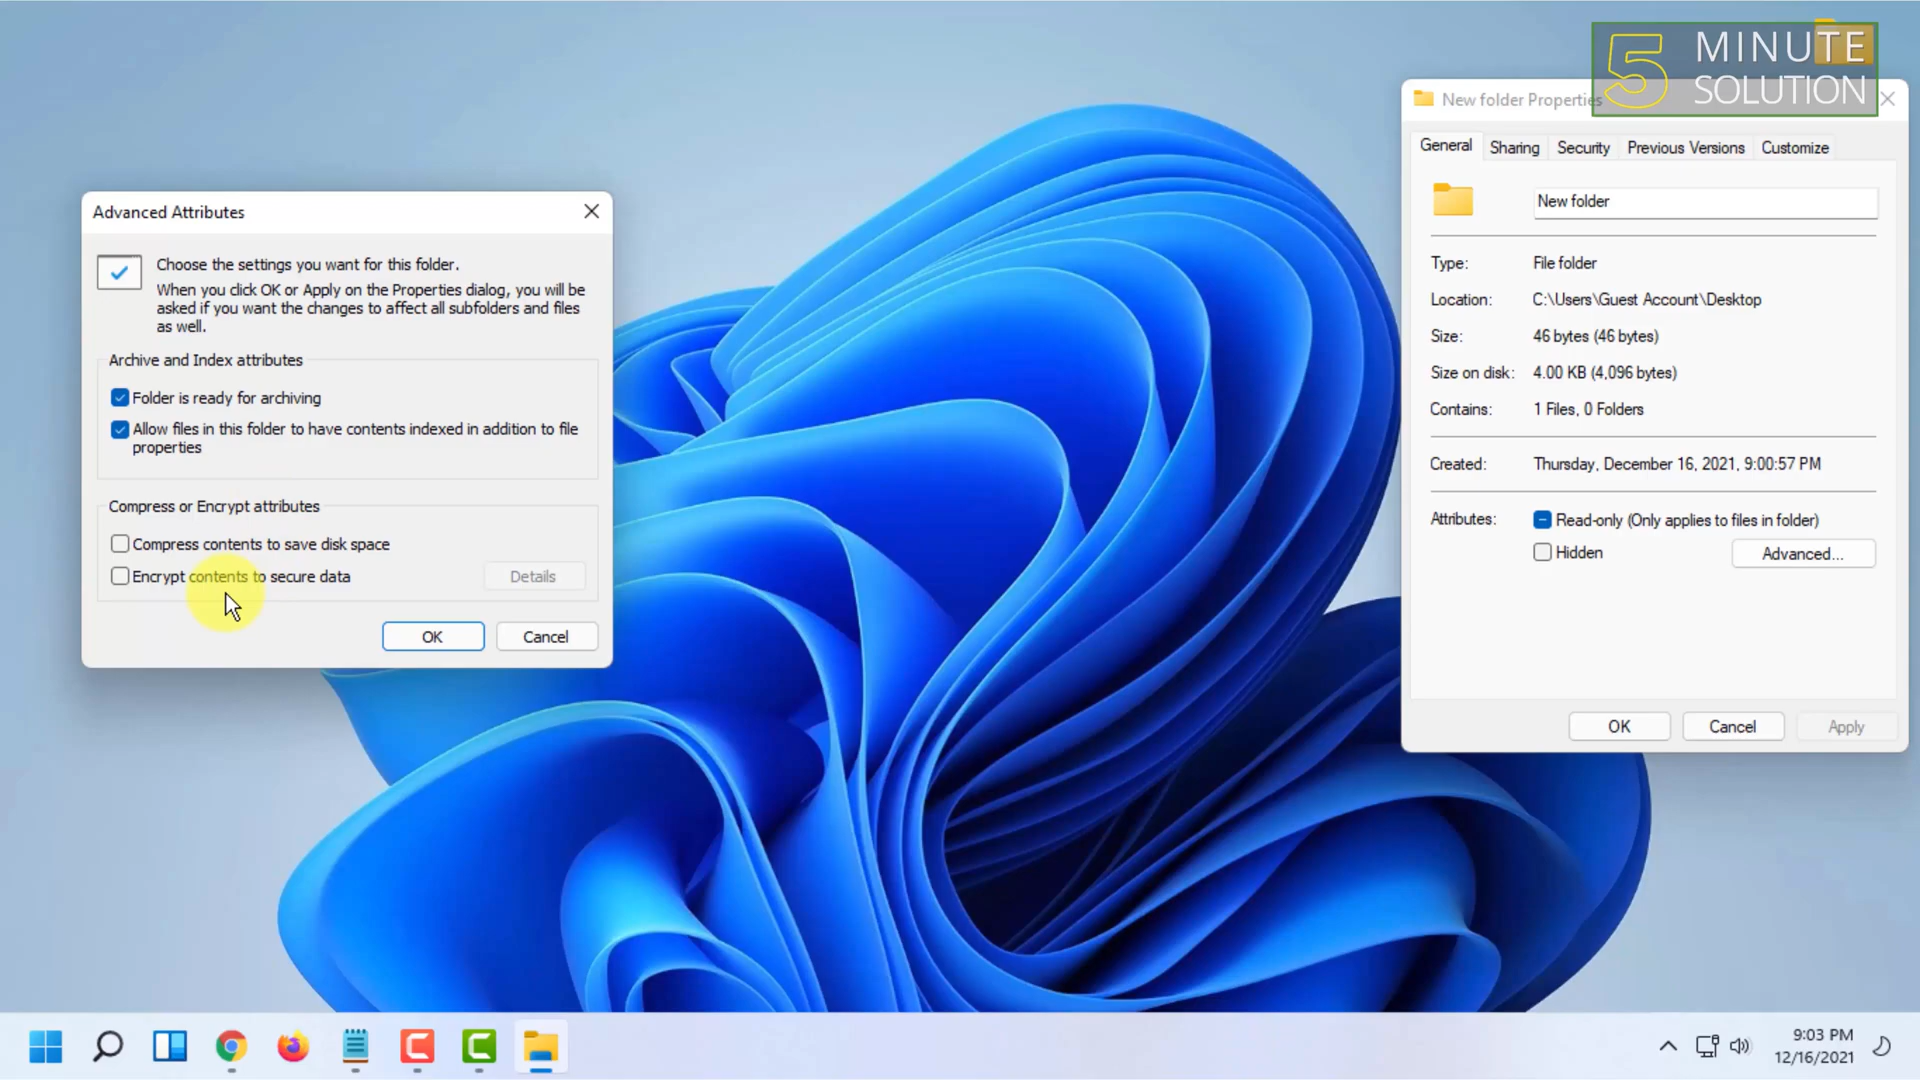 5 MINUTE
SOLUTION
Advanced Attributes
Choose the settings you want for this folder.
When you click OK or Apply on the Properties dialog, you will be
asked if you want the changes to affect all subfolders and files
as well.
Archive and Index attributes
Folder is ready for archiving
Allow files in this folder to have contents indexed in addition to file
properties
Compress or Encrypt attributes
Compress contents to save disk space
Encrypt contents to secure data
Details
OK
Cancel
New folder Properties
General
Sharing
Security
Previous Versions
Customize
New folder
Type: File folder
Location: C:\Users\Guest Account\Desktop
Size: 46 bytes (46 bytes)
Size on disk: 4.00 KB (4,096 bytes)
Contains: 1 Files, 0 Folders
Created: Thursday, December 16, 2021, 9:00:57 PM
Attributes: Read-only (Only applies to files in folder)
Hidden
Advanced...
OK
Cancel
Apply
9:03 PM
12/16/2021